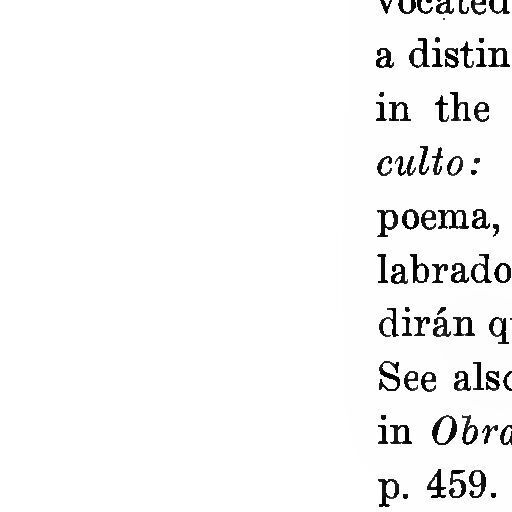 vocated
a distin
in the
culto:
poema,
labrado
dirán q
See also
in Obra
p. 459.